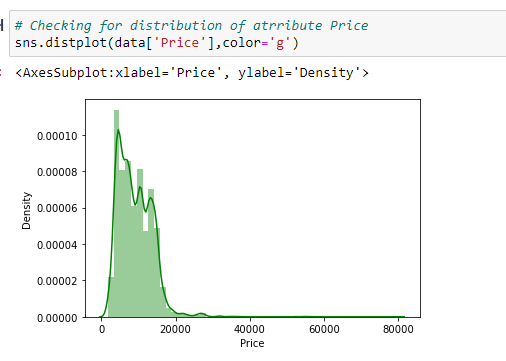 # Checking for distribution of atrribute Price
sns.distplot(data['Price'],color='g')
<AxesSubplot:xlabel='Price', ylabel='Density'>
0.00010
0.00008
0.00006
0.00004
0.00002
0.00000
Density
0 20000 40000 60000 80000
Price